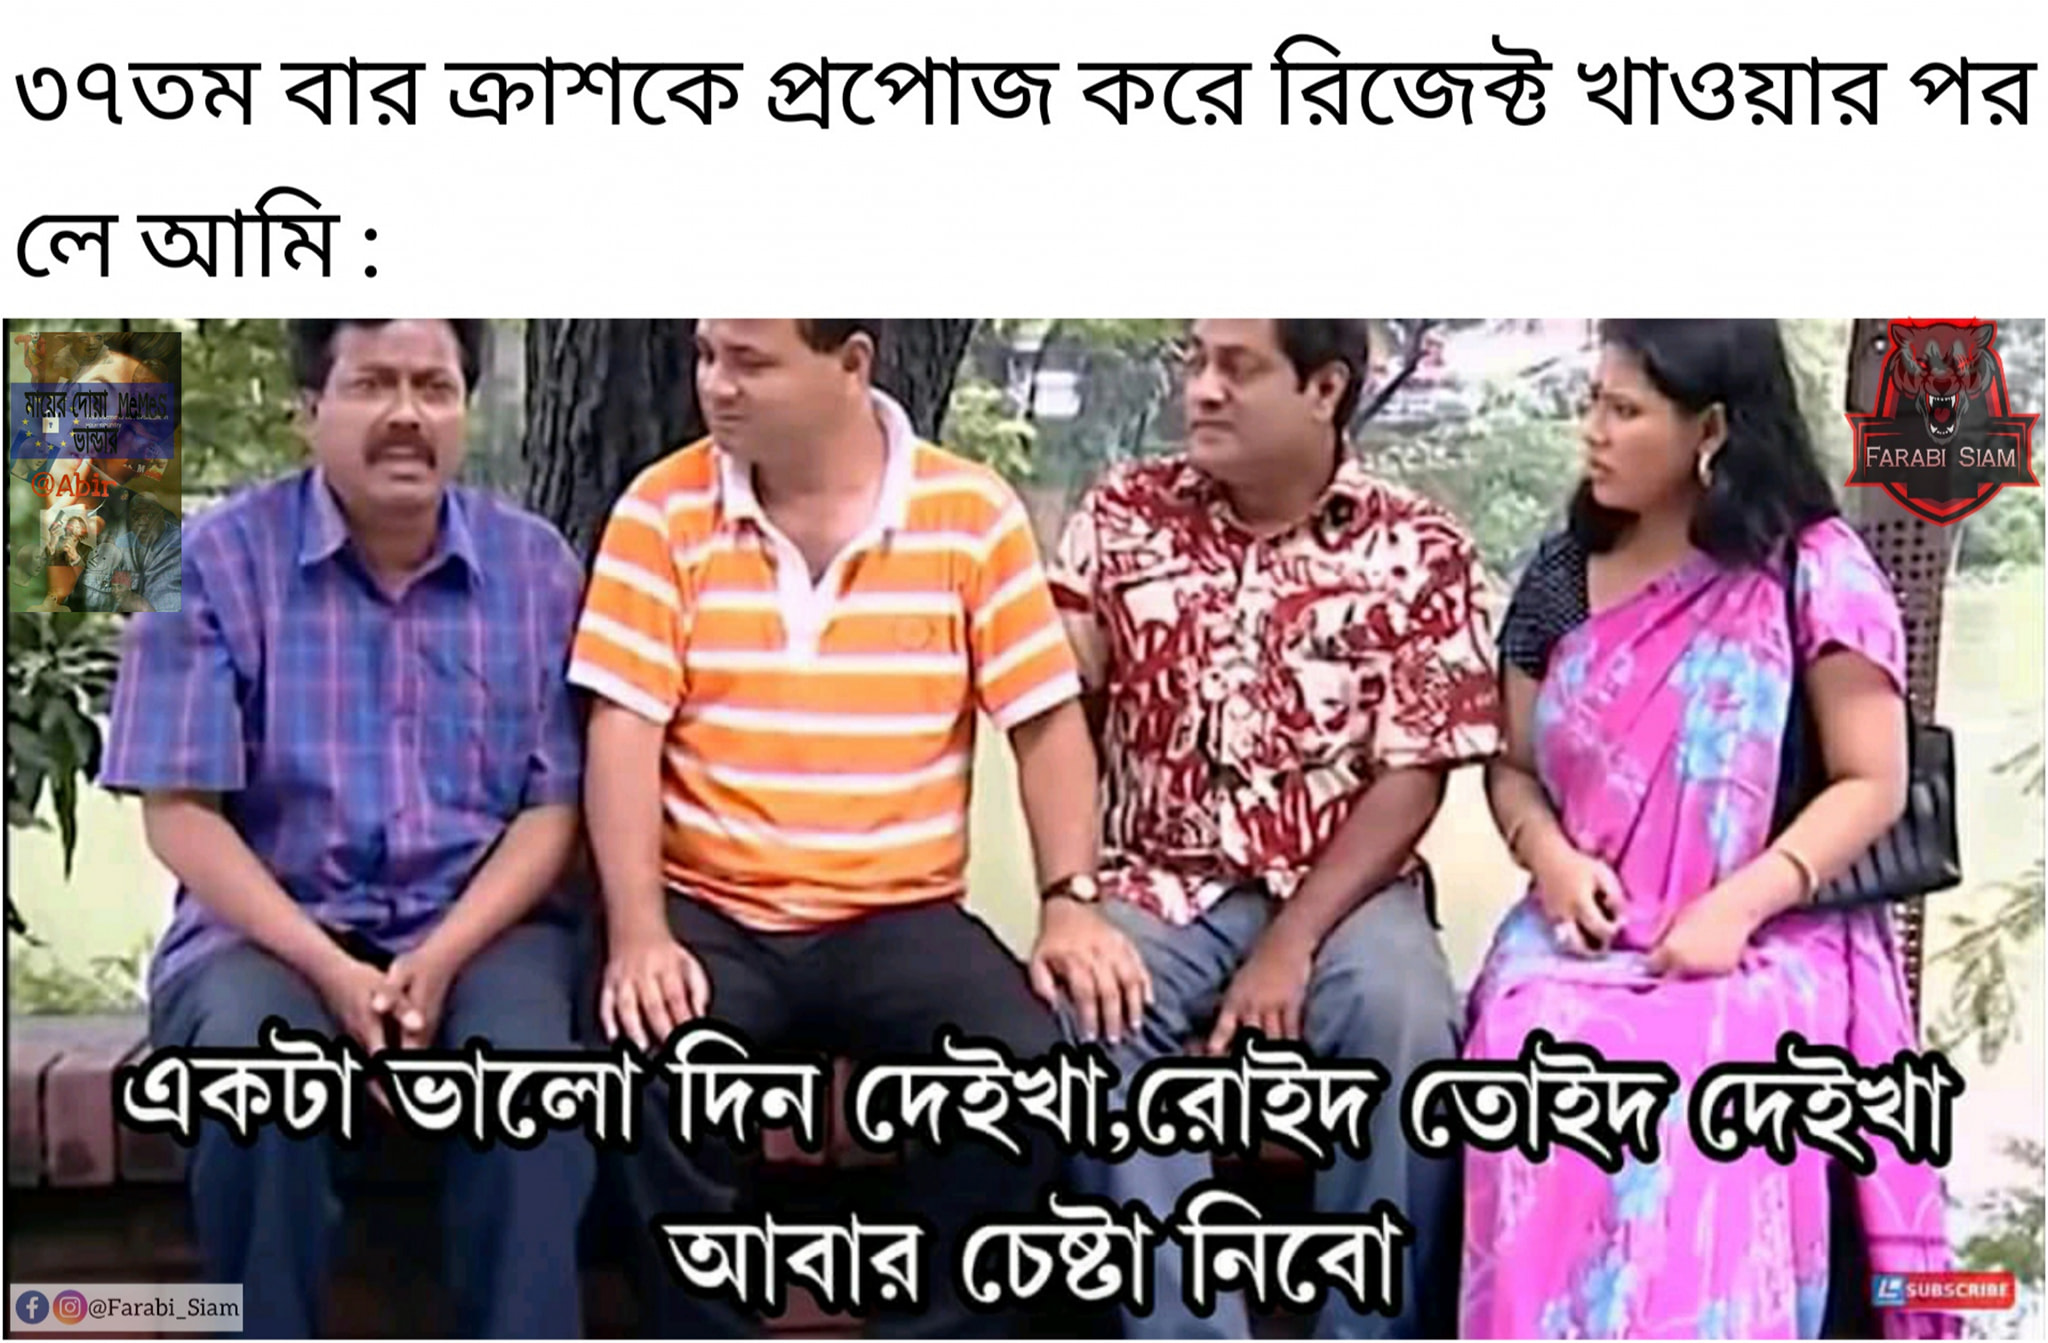 ৩৭তম বার ক্রাশকে প্রপোজ করে রিজেক্ট খাওয়ার পর
লে আমি :
মায়ের দোয়া MeMeS
ভান্ডার
@Abir
FARABI SIAM
একটা ভালো দিন দেইখা,রোইদ তোইদ দেইখা
আবার চেষ্টা নিবো
@Farabi_Siam
SUBSCRIBE